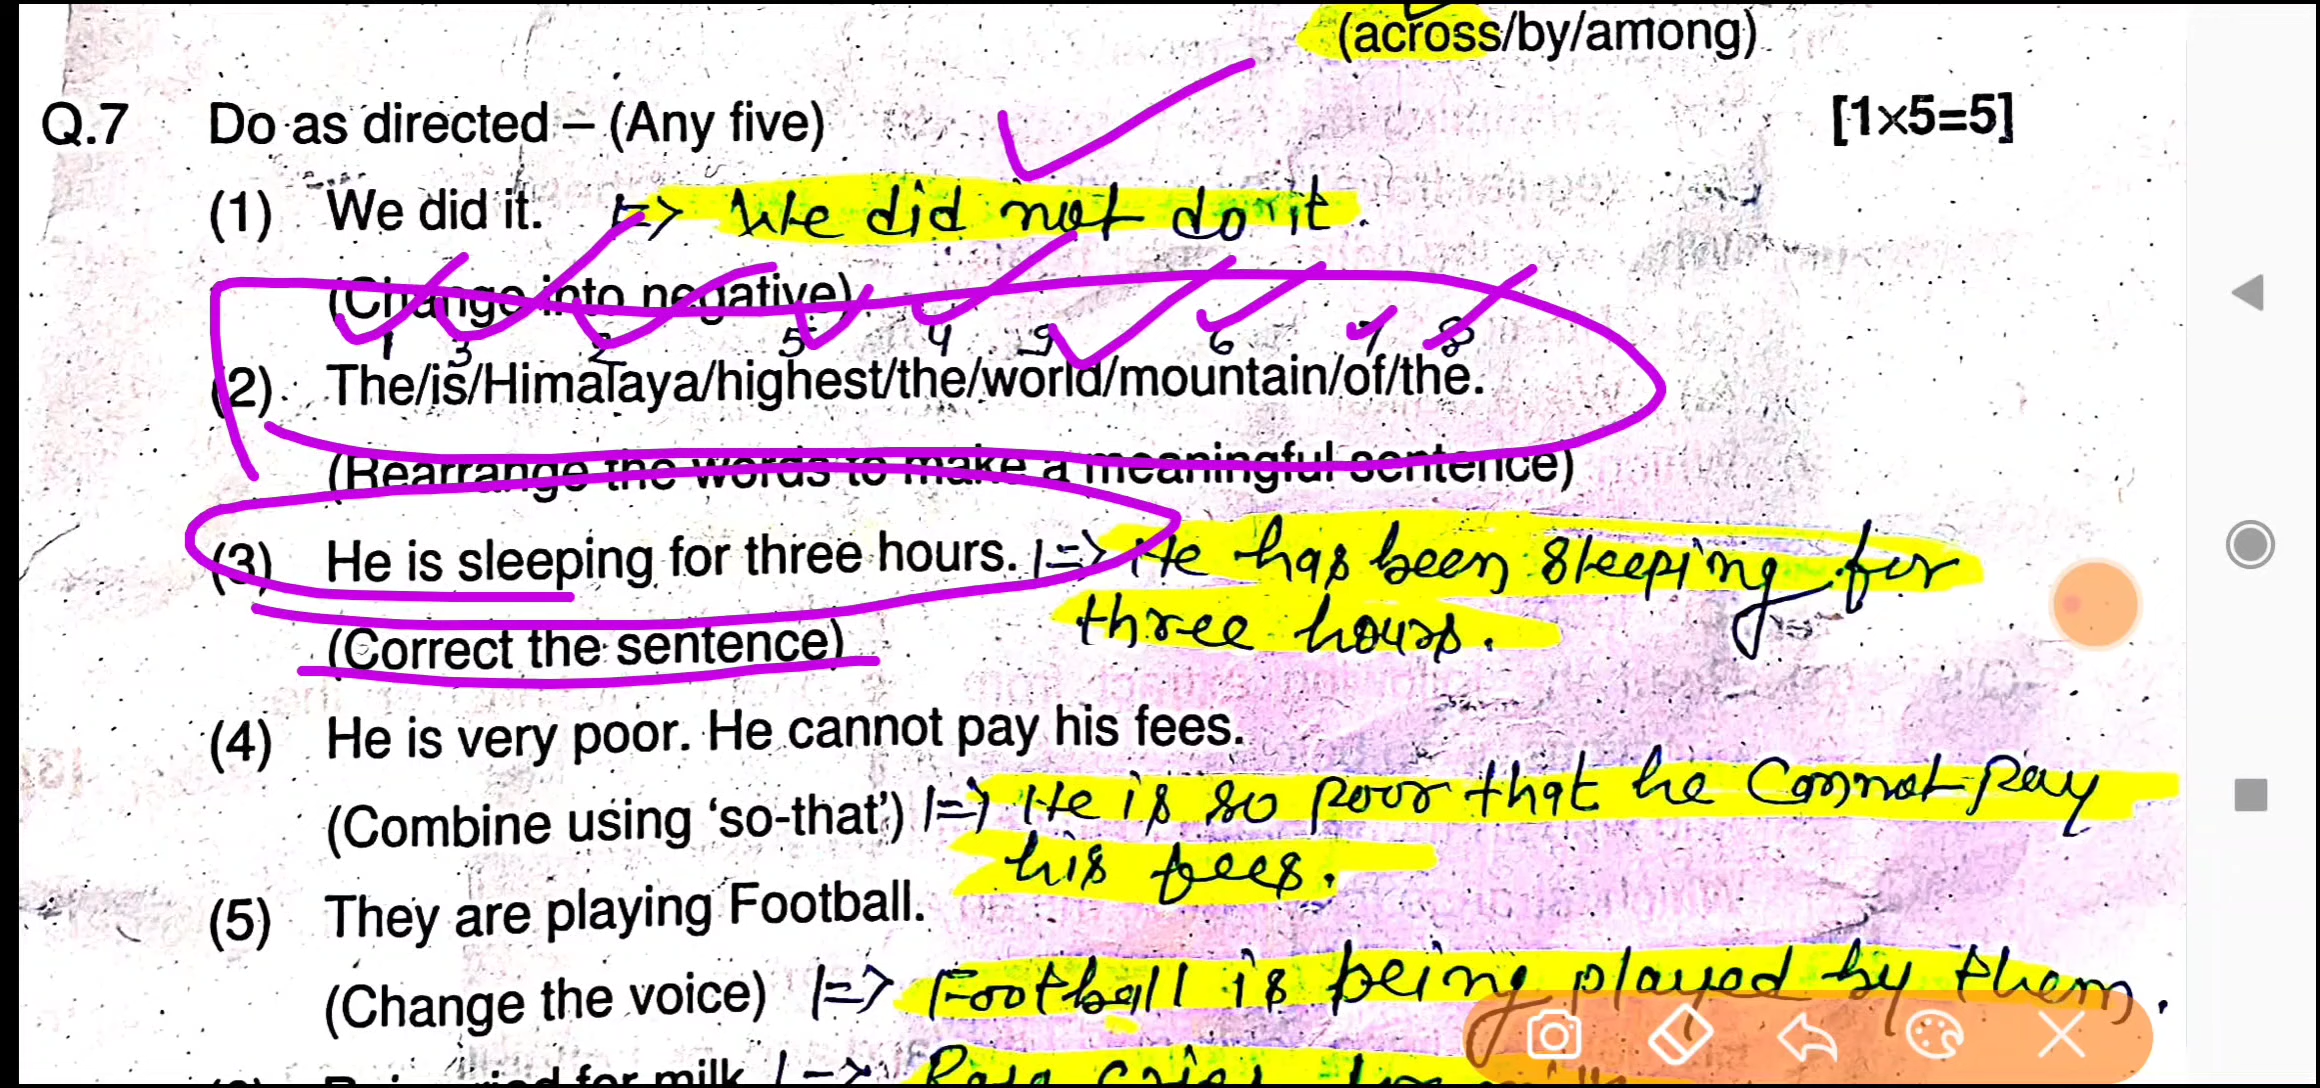 (across/by/among)
Q.7 Do as directed – (Any five) [1×5=5]
(1) We did it. |=> We did not do it.
(Change into negative)
1 3 2 5 4 9 6 7 8
(2) The/is/Himalaya/highest/the/world/mountain/of/the.
(Rearrange the words to make a meaningful sentence)
(3) He is sleeping for three hours. |=> He has been sleeping for
three hours.
(Correct the sentence)
(4) He is very poor. He cannot pay his fees.
(Combine using ‘so-that’) |=> He is so poor that he cannot pay
his fees.
(5) They are playing Football.
(Change the voice) |=> Football is being played by them.
for milk